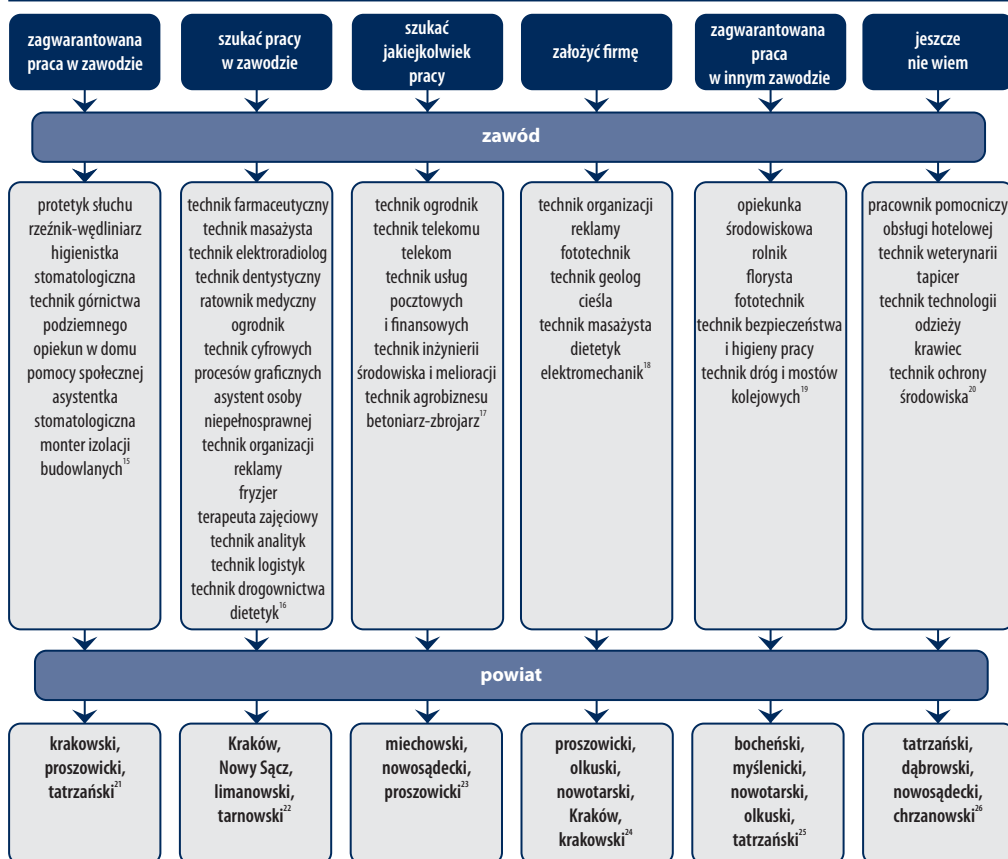 zagwarantowana
praca w zawodzie
szukać pracy
w zawodzie
szukać
jakiejkolwiek
pracy
założyć firmę
zagwarantowana
praca
w innym zawodzie
jeszcze
nie wiem
zawód
protetyk słuchu
rzeźnik-wędliniarz
higienistka
stomatologiczna
technik górnictwa
podziemnego
opiekun w domu
pomocy społecznej
asystentka
stomatologiczna
monter izolacji
budowlanych15
technik farmaceutyczny
technik masażysta
technik elektroradiolog
technik dentystyczny
ratownik medyczny
ogrodnik
technik cyfrowych
procesów graficznych
asystent osoby
niepełnosprawnej
technik organizacji
reklamy
fryzjer
terapeuta zajęciowy
technik analityk
technik logistyk
technik drogownictwa
dietetyk16
technik ogrodnik
technik telekomu
telekom
technik usług
pocztowych
i finansowych
technik inżynierii
środowiska i melioracji
technik agrobiznesu
betoniarz-zbrojarz17
technik organizacji
reklamy
fototechnik
technik geolog
cieśla
technik masażysta
dietetyk
elektromechanik18
opiekunka
środowiskowa
rolnik
florysta
fototechnik
technik bezpieczeństwa
i higieny pracy
technik dróg i mostów
kolejowych19
pracownik pomocniczy
obsługi hotelowej
technik weterynarii
tapicer
technik technologii
odzieży
krawiec
technik ochrony
środowiska20
powiat
krakowski,
proszowicki,
tatrzański21
Kraków,
Nowy Sącz,
limanowski,
tarnowski22
miechowski,
nowosądecki,
proszowicki23
proszowicki,
olkuski,
nowotarski,
Kraków,
krakowski24
bocheński,
myślenicki,
nowotarski,
olkuski,
tatrzański25
tatrzański,
dąbrowski,
nowosądecki,
chrzanowski26